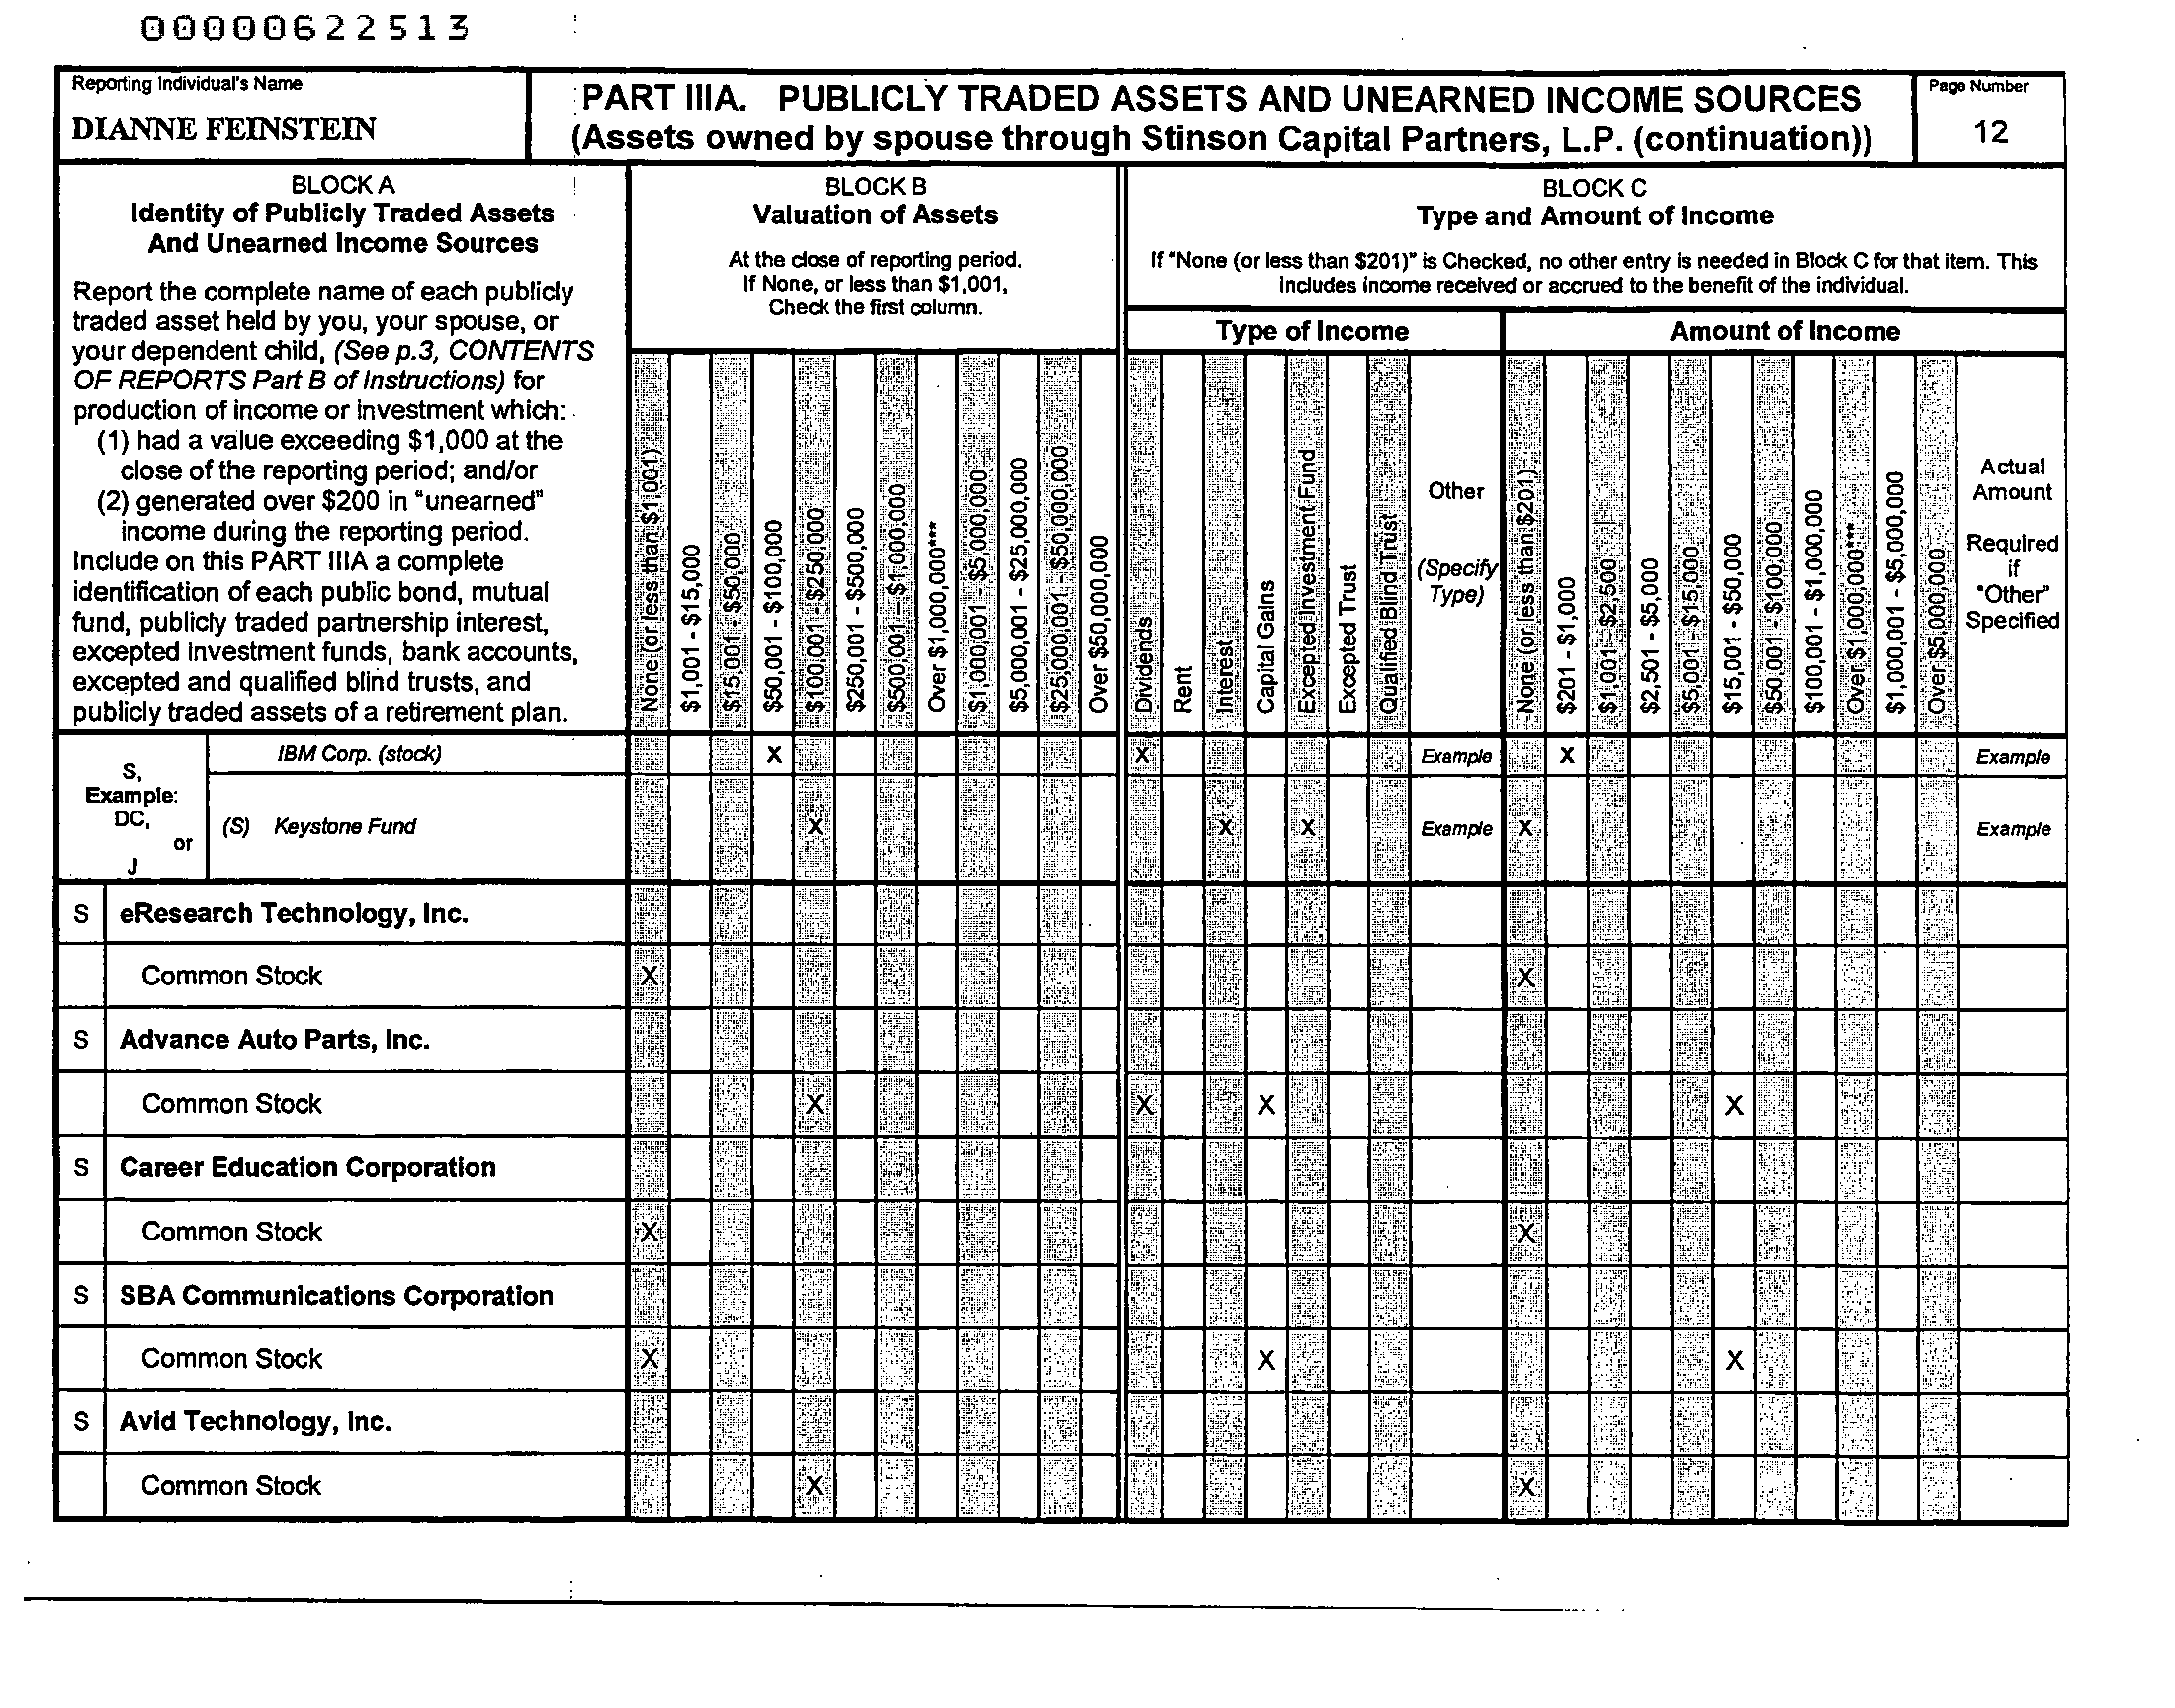 00000622513
Reporting Individual's Name
DIANNE FEINSTEIN
PART IIIA. PUBLICLY TRADED ASSETS AND UNEARNED INCOME SOURCES
(Assets owned by spouse through Stinson Capital Partners, L.P. (continuation))
Page Number
12
BLOCK A
Identity of Publicly Traded Assets
And Unearned Income Sources
Report the complete name of each publicly
traded asset held by you, your spouse, or
your dependent child, (See p.3, CONTENTS
OF REPORTS Part B of Instructions) for
production of income or investment which:
(1) had a value exceeding $1,000 at the
close of the reporting period; and/or
(2) generated over $200 in "unearned"
income during the reporting period.
Include on this PART IIIA a complete
identification of each public bond, mutual
fund, publicly traded partnership interest,
excepted investment funds, bank accounts,
excepted and qualified blind trusts, and
publicly traded assets of a retirement plan.
BLOCK B
Valuation of Assets
At the close of reporting period.
If None, or less than $1,001,
Check the first column.
None (or less than $1,001)
$1,001 - $15,000
$15,001 - $50,000
$50,001 - $100,000
$100,001 - $250,000
$250,001 - $500,000
$500,001 - $1,000,000
Over $1,000,000***
$1,000,001 - $5,000,000
$5,000,001 - $25,000,000
$25,000,001 - $50,000,000
Over $50,000,000
BLOCK C
Type and Amount of Income
If "None (or less than $201)" is Checked, no other entry is needed in Block C for that item. This
includes income received or accrued to the benefit of the individual.
Type of Income
Dividends
Rent
Interest
Capital Gains
Excepted Investment Fund
Excepted Trust
Qualified Blind Trust
Other
(Specify
Type)
Amount of Income
None (or less than $201)
$201 - $1,000
$1,001 - $2,500
$2,501 - $5,000
$5,001 - $15,000
$15,001 - $50,000
$50,001 - $100,000
$100,001 - $1,000,000
Over $1,000,000***
$1,000,001 - $5,000,000
Over $5,000,000
Actual
Amount
Required
if
"Other"
Specified
S,
Example:
DC,
or
J
IBM Corp. (stock) X X Example X Example
(S) Keystone Fund X X X Example X Example
S eResearch Technology, Inc.
Common Stock X X
S Advance Auto Parts, Inc.
Common Stock X X X X
S Career Education Corporation
Common Stock X X
S SBA Communications Corporation
Common Stock X X X
S Avid Technology, Inc.
Common Stock X X